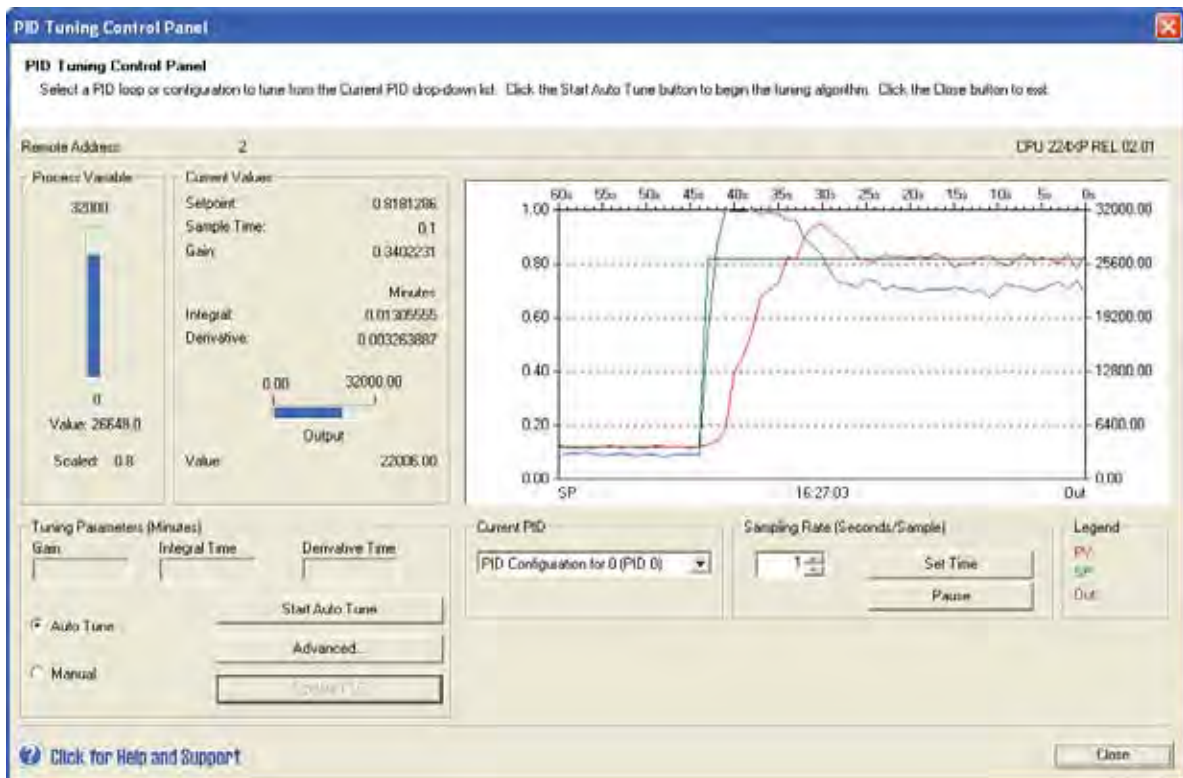 PID Tuning Control Panel
PID Tuning Control Panel
Select a PID loop or configuration to tune from the Current PID drop-down list. Click the Start Auto Tune button to begin the tuning algorithm. Click the Close button to exit.
Remote Address: 2 CPU 224XP REL 02.01
Process Variable
32000
0
Value: 26648.0
Scaled: 0.8
Current Values
Setpoint: 0.8181286
Sample Time: 0.1
Gain: 0.3402231
Minutes
Integral: 0.01305555
Derivative: 0.003263887
0.00 32000.00
Output
Value: 22006.00
60s 55s 50s 45s 40s 35s 30s 25s 20s 15s 10s 5s 0s
1.00 32000.00
0.80 25600.00
0.60 19200.00
0.40 12800.00
0.20 6400.00
0.00 0.00
SP 16:27:03 Out
Tuning Parameters (Minutes)
Gain Integral Time Derivative Time
Auto Tune
Manual
Start Auto Tune
Advanced...
Current PID
PID Configuration for 0 (PID 0)
Sampling Rate (Seconds/Sample)
1 Set Time
Pause
Legend
PV:
SP:
Out:
Click for Help and Support
Close